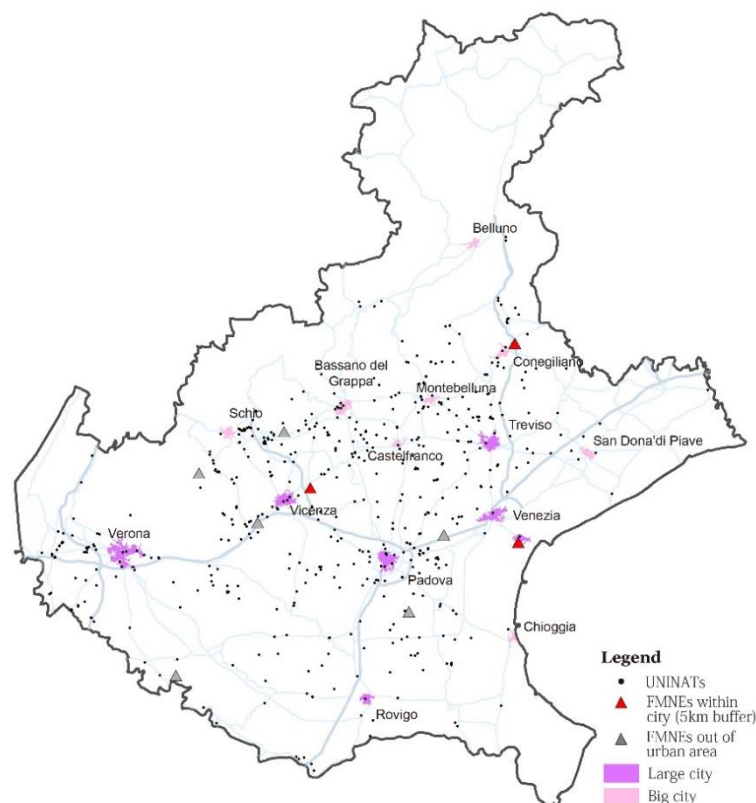 Belluno
Conegiliano
Bassano del
Grappa
Montebelluna
Schio
Treviso
San Dona'di Piave
Castelfranco
Vicenza
Venezia
Verona
Padova
Chioggia
Rovigo
Legend
UNINATs
FMNEs within
city (5km buffer)
FMNEs out of
urban area
Large city
Big city